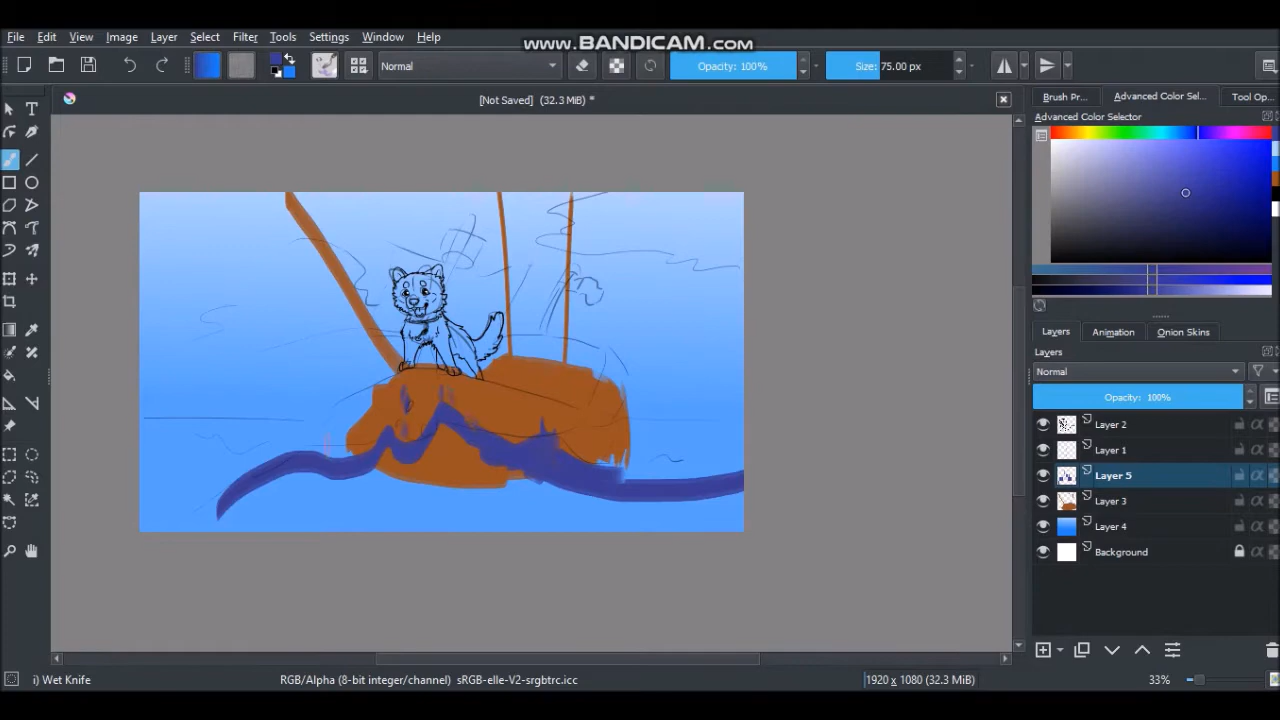 www.BANDICAM.com
File Edit View Image Layer Filter Tools Settings Window Help
Normal Opacity: 100% Size: 75.00 px
[Not Saved] (32.3 MiB) *
Brush Pr... Advanced Color Sel... Tool Op...
Advanced Color Selector
Layers Animation Onion Skins
Layers
Normal
Opacity: 100%
Layer 2
Layer 1
Layer 5
Layer 3
Layer 4
Background
i) Wet Knife RGB/Alpha (8-bit integer/channel) sRGB-elle-V2-srgbtrc.icc 1920 x 1080 (32.3 MiB) 33%